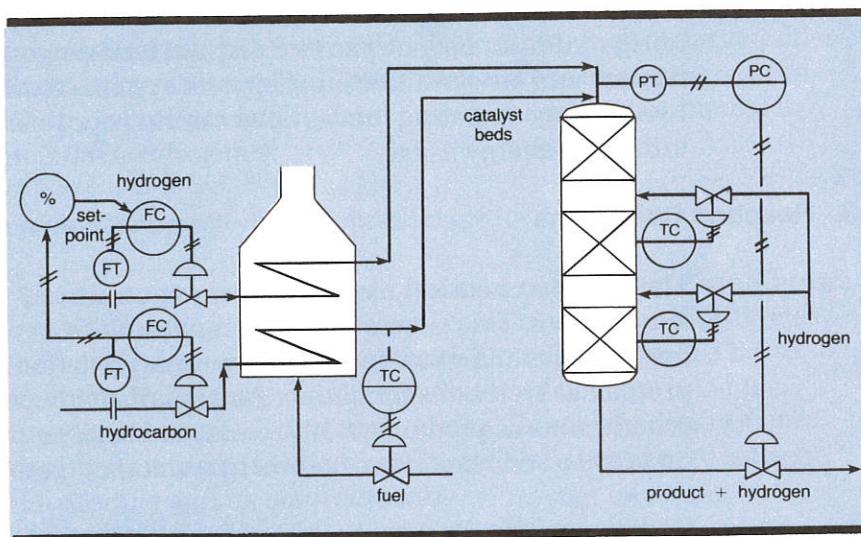 PT
PC
catalyst
beds
hydrogen
%
FC
set-
point
FT
TC
FC
FT
TC
TC
hydrogen
hydrocarbon
fuel
product + hydrogen